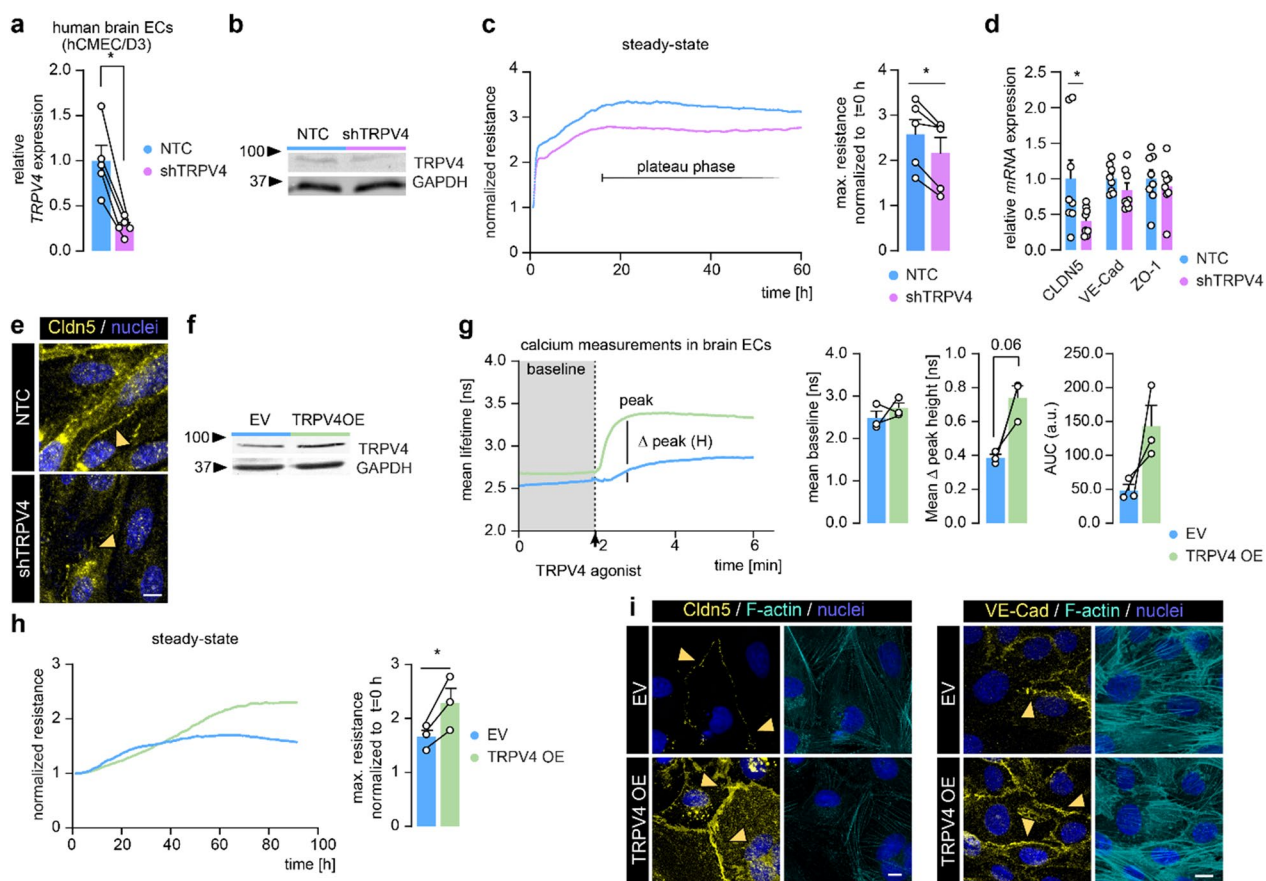 a
human brain ECs
(hCMEC/D3)
*
relative
TRPV4 expression
2.0
1.5
1.0
0.5
0.0
NTC
shTRPV4
b
NTC shTRPV4
100
TRPV4
37
GAPDH
c
steady-state
normalized resistance
4
3
2
1
0
plateau phase
0 20 40 60
time [h]
max. resistance
normalized to t=0 h
4
3
2
1
0
*
NTC
shTRPV4
d
relative mRNA expression
2.5
2.0
1.5
1.0
0.5
0.0
*
CLDN5
VE-Cad
ZO-1
NTC
shTRPV4
e
Cldn5 / nuclei
NTC
shTRPV4
f
EV TRPV4OE
100
TRPV4
37
GAPDH
g
calcium measurements in brain ECs
mean lifetime [ns]
4.0
3.5
3.0
2.5
2.0
baseline
peak
Δ peak (H)
0 2 4 6
time [min]
TRPV4 agonist
mean baseline [ns]
4.0
3.0
2.0
1.0
0.0
Mean Δ peak height [ns]
1.0
0.8
0.6
0.4
0.2
0.0
0.06
AUC (a.u.)
250.0
200.0
150.0
100.0
50.0
0.0
EV
TRPV4 OE
h
steady-state
normalized resistance
3
2
1
0
0 20 40 60 80 100
time [h]
max. resistance
normalized to t=0 h
3
2
1
0
*
EV
TRPV4 OE
i
Cldn5 / F-actin / nuclei
EV
TRPV4 OE
VE-Cad / F-actin / nuclei
EV
TRPV4 OE